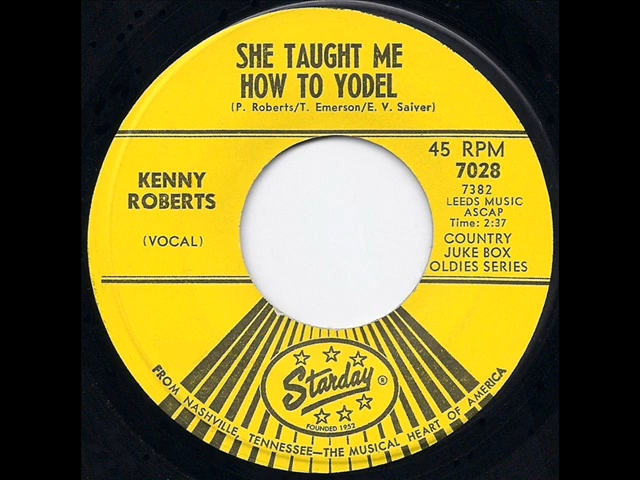 SHE TAUGHT ME
HOW TO YODEL
(P. Roberts/T. Emerson/E. V. Saiver)
KENNY
ROBERTS
(VOCAL)
45 RPM
7028
7382
LEEDS MUSIC
ASCAP
Time: 2:37
COUNTRY
JUKE BOX
OLDIES SERIES
Starday ®
FOUNDED 1952
FROM NASHVILLE, TENNESSEE—THE MUSICAL HEART OF AMERICA